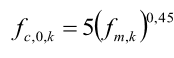 f_{c,0,k} = 5(f_{m,k})^{0,45}